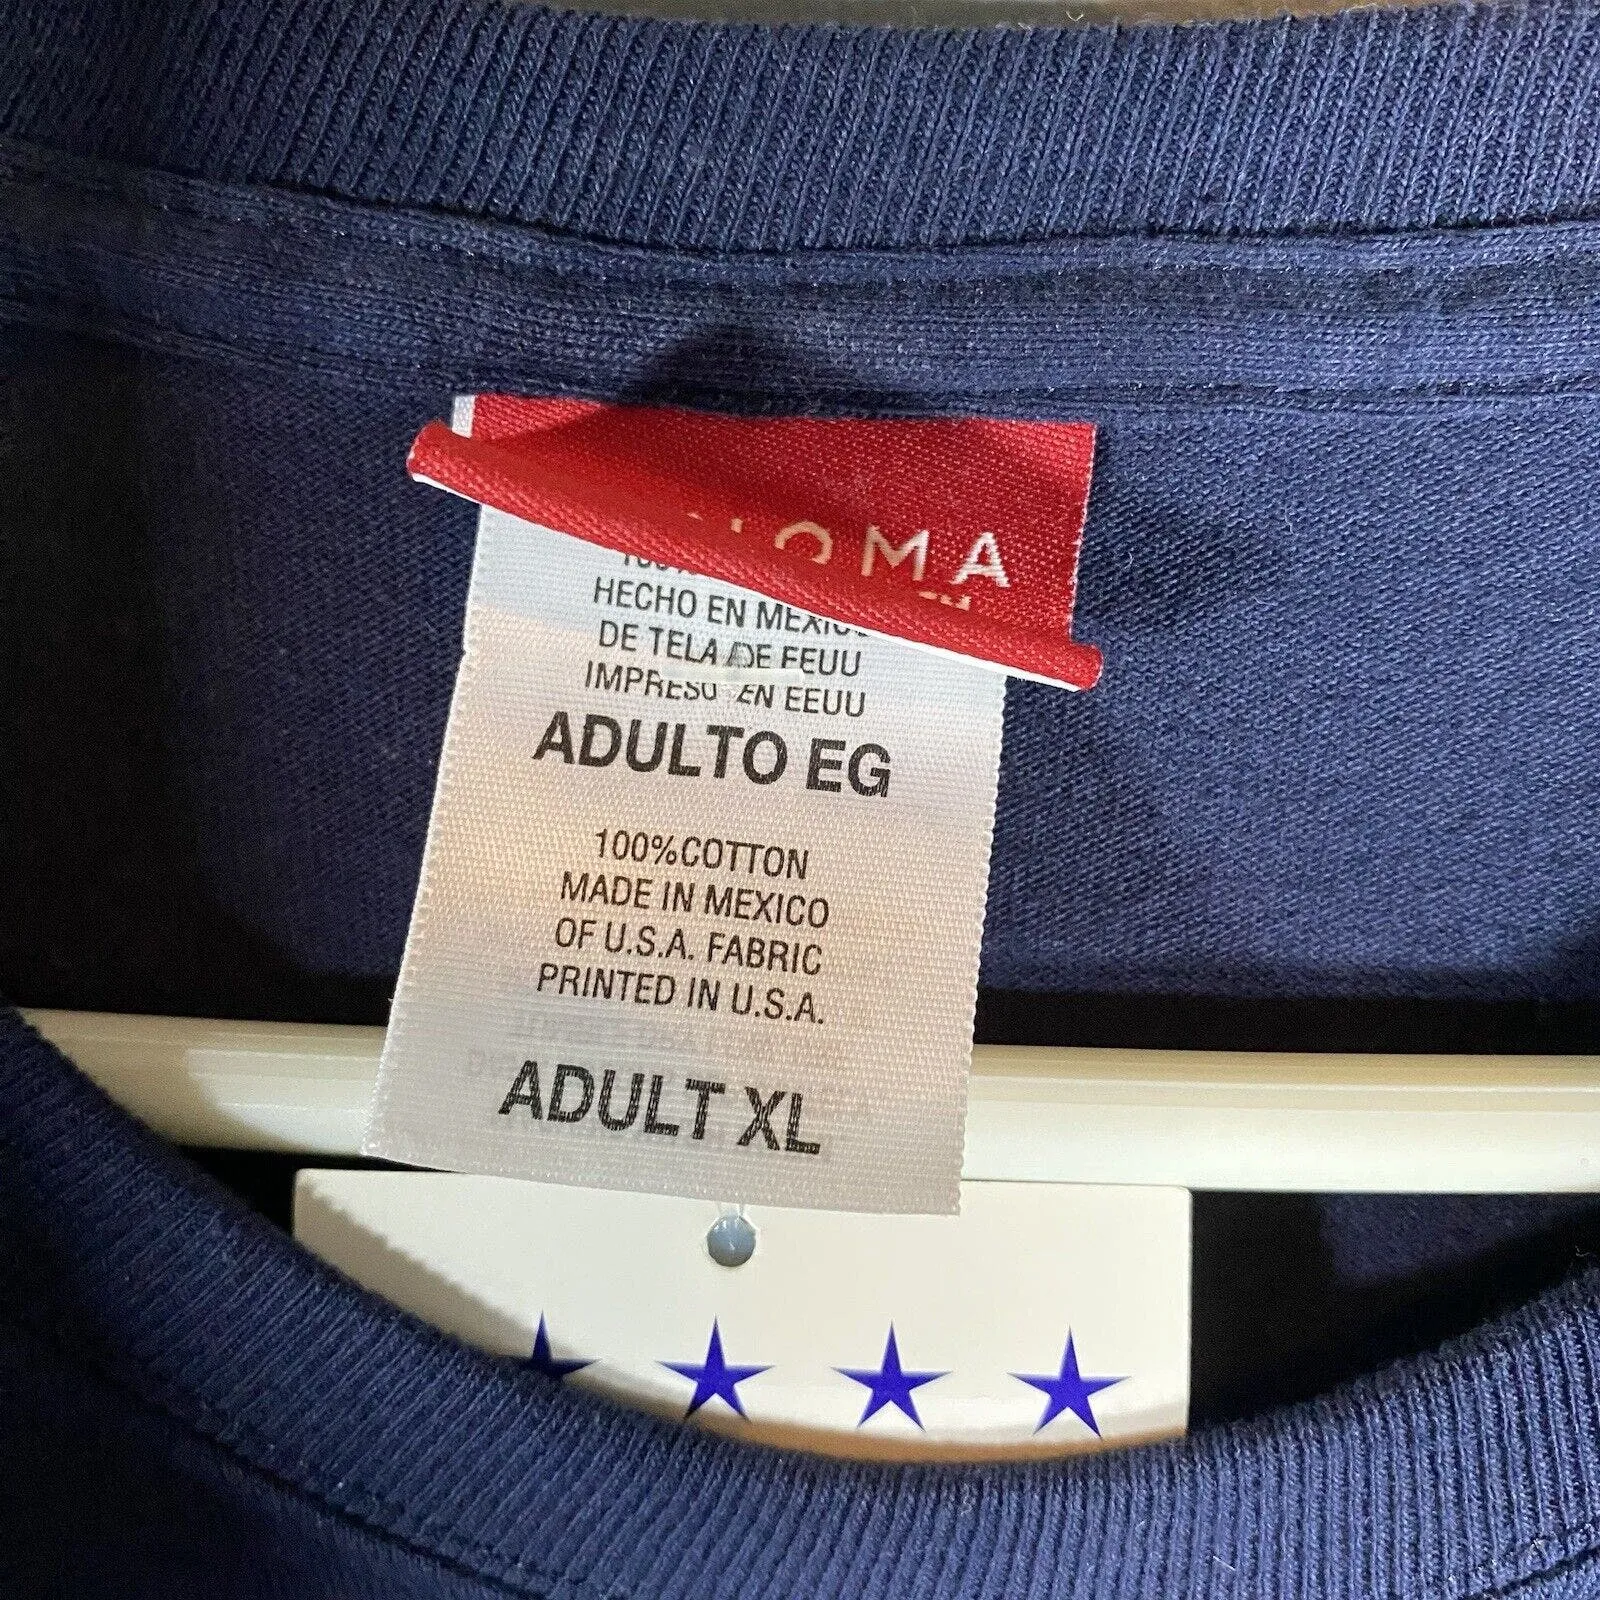 OMA
HECHO EN MEXICO
DE TELA DE EEUU
IMPRESO EN EEUU
ADULTO EG
100%COTTON
MADE IN MEXICO
OF U.S.A. FABRIC
PRINTED IN U.S.A.
ADULT XL